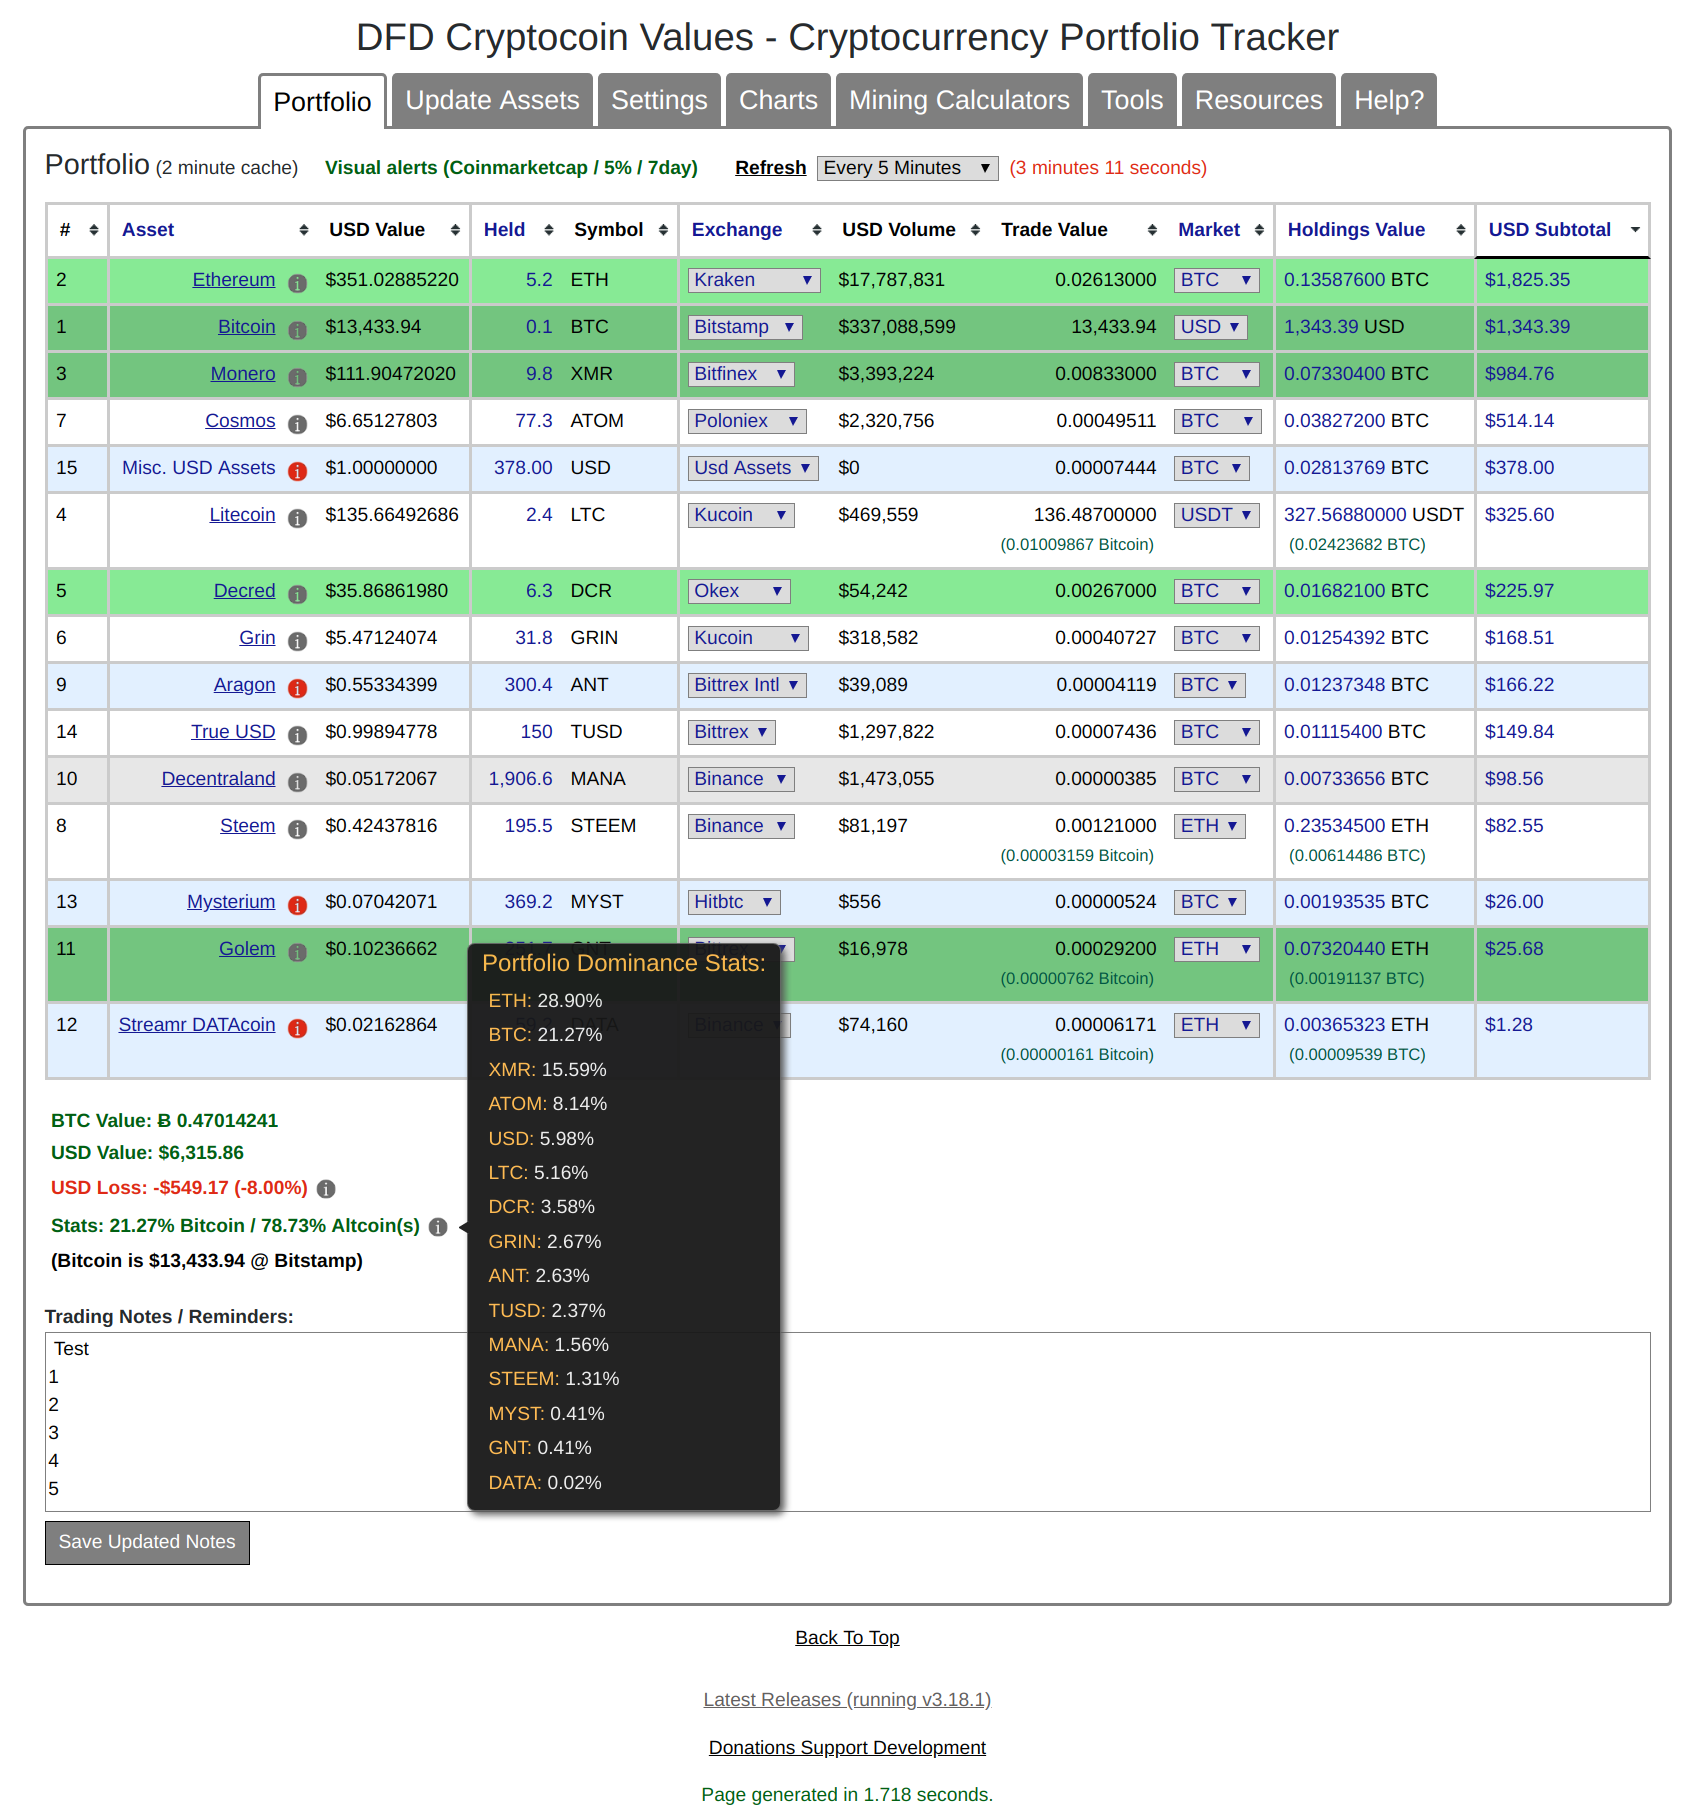 DFD Cryptocoin Values - Cryptocurrency Portfolio Tracker
Portfolio Update Assets Settings Charts Mining Calculators Tools Resources Help?
Portfolio (2 minute cache) Visual alerts (Coinmarketcap / 5% / 7day) Refresh Every 5 Minutes (3 minutes 11 seconds)
# Asset USD Value Held Symbol Exchange USD Volume Trade Value Market Holdings Value USD Subtotal
2 Ethereum $351.02885220 5.2 ETH Kraken $17,787,831 0.02613000 BTC 0.13587600 BTC $1,825.35
1 Bitcoin $13,433.94 0.1 BTC Bitstamp $337,088,599 13,433.94 USD 1,343.39 USD $1,343.39
3 Monero $111.90472020 9.8 XMR Bitfinex $3,393,224 0.00833000 BTC 0.07330400 BTC $984.76
7 Cosmos $6.65127803 77.3 ATOM Poloniex $2,320,756 0.00049511 BTC 0.03827200 BTC $514.14
15 Misc. USD Assets $1.00000000 378.00 USD Usd Assets $0 0.00007444 BTC 0.02813769 BTC $378.00
4 Litecoin $135.66492686 2.4 LTC Kucoin $469,559 136.48700000 USDT 327.56880000 USDT $325.60
(0.01009867 Bitcoin) (0.02423682 BTC)
5 Decred $35.86861980 6.3 DCR Okex $54,242 0.00267000 BTC 0.01682100 BTC $225.97
6 Grin $5.47124074 31.8 GRIN Kucoin $318,582 0.00040727 BTC 0.01254392 BTC $168.51
9 Aragon $0.55334399 300.4 ANT Bittrex Intl $39,089 0.00004119 BTC 0.01237348 BTC $166.22
14 True USD $0.99894778 150 TUSD Bittrex $1,297,822 0.00007436 BTC 0.01115400 BTC $149.84
10 Decentraland $0.05172067 1,906.6 MANA Binance $1,473,055 0.00000385 BTC 0.00733656 BTC $98.56
8 Steem $0.42437816 195.5 STEEM Binance $81,197 0.00121000 ETH 0.23534500 ETH $82.55
(0.00003159 Bitcoin) (0.00614486 BTC)
13 Mysterium $0.07042071 369.2 MYST Hitbtc $556 0.00000524 BTC 0.00193535 BTC $26.00
11 Golem $0.10236662 GNT Bittrex $16,978 0.00029200 ETH 0.07320440 ETH $25.68
(0.00000762 Bitcoin) (0.00191137 BTC)
12 Streamr DATAcoin $0.02162864 DATA Binance $74,160 0.00006171 ETH 0.00365323 ETH $1.28
(0.00000161 Bitcoin) (0.00009539 BTC)
Portfolio Dominance Stats:
ETH: 28.90%
BTC: 21.27%
XMR: 15.59%
ATOM: 8.14%
USD: 5.98%
LTC: 5.16%
DCR: 3.58%
GRIN: 2.67%
ANT: 2.63%
TUSD: 2.37%
MANA: 1.56%
STEEM: 1.31%
MYST: 0.41%
GNT: 0.41%
DATA: 0.02%
BTC Value: Ƀ 0.47014241
USD Value: $6,315.86
USD Loss: -$549.17 (-8.00%)
Stats: 21.27% Bitcoin / 78.73% Altcoin(s)
(Bitcoin is $13,433.94 @ Bitstamp)
Trading Notes / Reminders:
Test
1
2
3
4
5
Save Updated Notes
Back To Top
Latest Releases (running v3.18.1)
Donations Support Development
Page generated in 1.718 seconds.